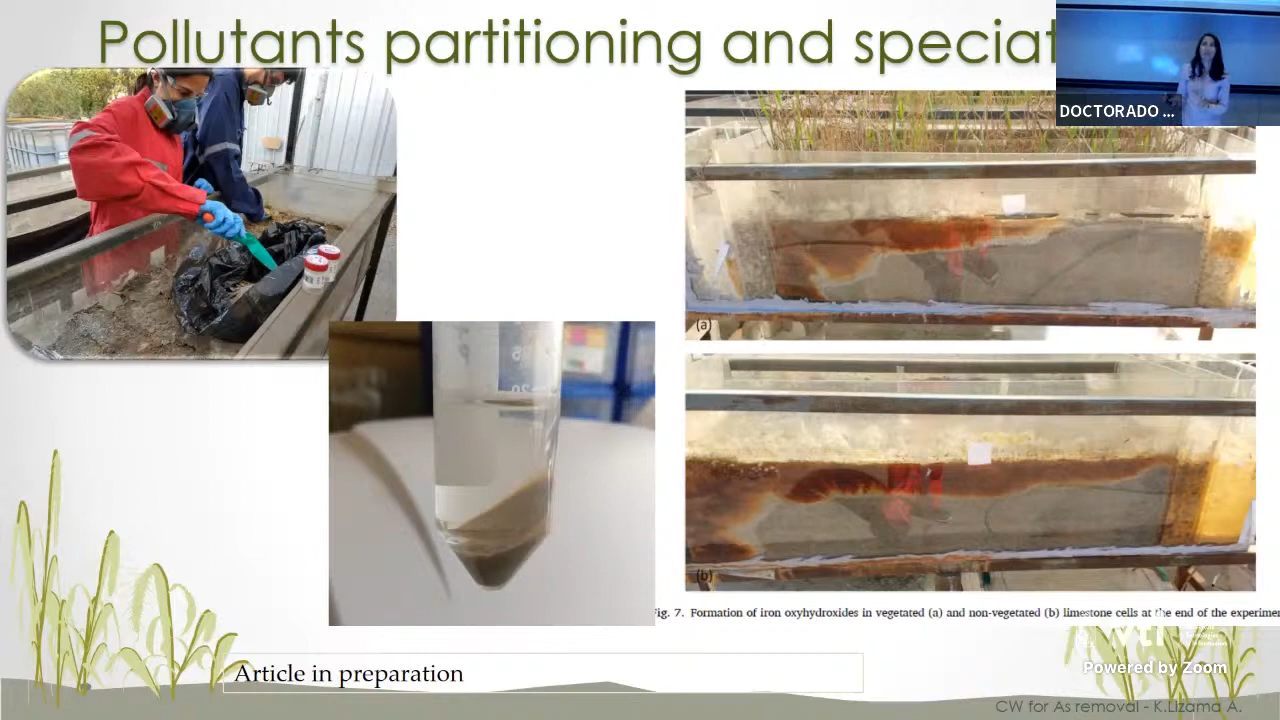 Pollutants partitioning and speciat
DOCTORADO ...
(a)
(b)
ig. 7. Formation of iron oxyhydroxides in vegetated (a) and non-vegetated (b) limestone cells at the end of the experimen
Article in preparation
Powered by Zoom
CW for As removal - K.Lizama A.